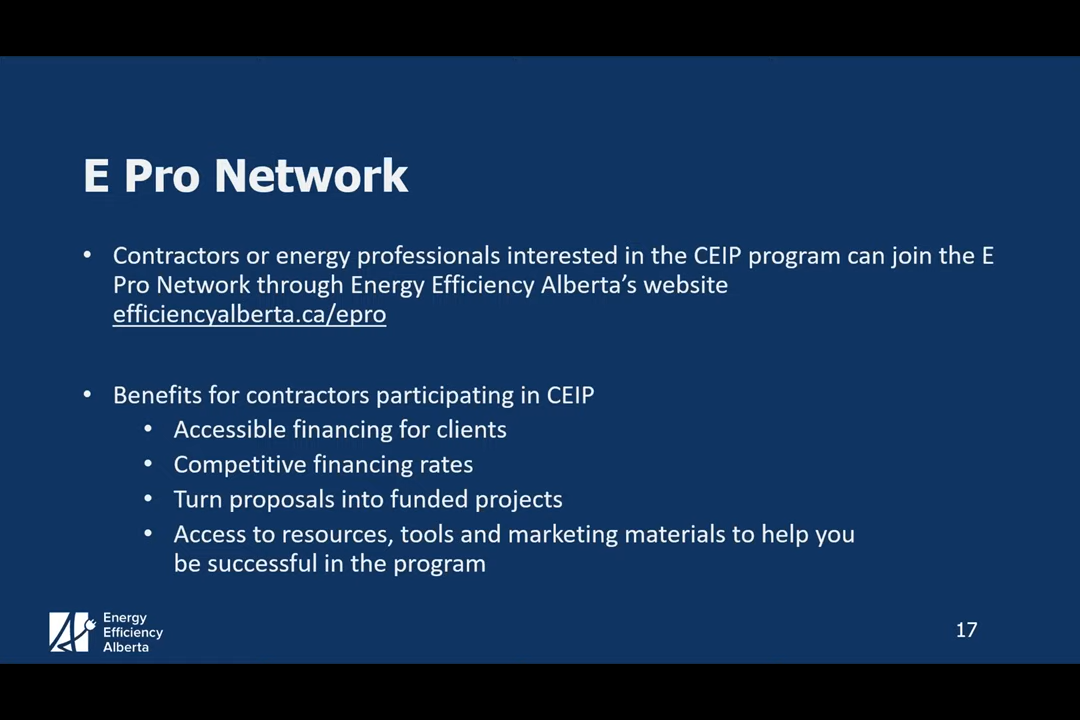 E Pro Network
• Contractors or energy professionals interested in the CEIP program can join the E
Pro Network through Energy Efficiency Alberta’s website
efficiencyalberta.ca/epro
• Benefits for contractors participating in CEIP
• Accessible financing for clients
• Competitive financing rates
• Turn proposals into funded projects
• Access to resources, tools and marketing materials to help you
be successful in the program
Energy
Efficiency
Alberta
17